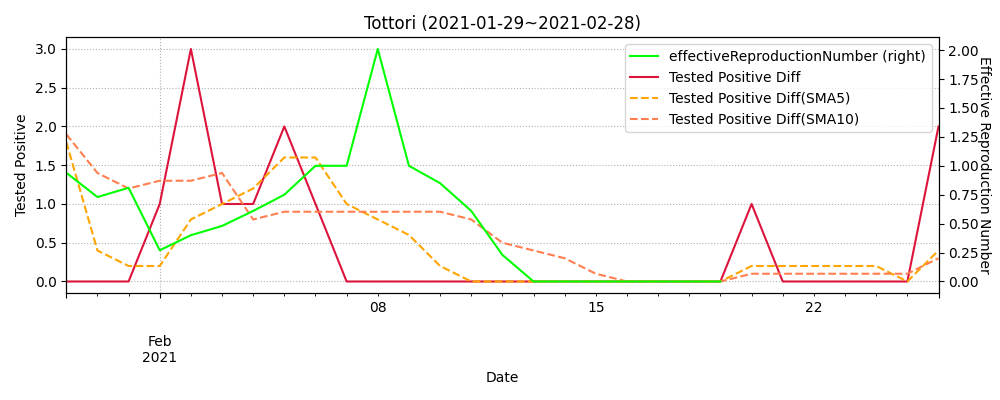 Tottori (2021-01-29~2021-02-28)
effectiveReproductionNumber (right)
Tested Positive Diff
Tested Positive Diff(SMA5)
Tested Positive Diff(SMA10)
Tested Positive
3.0
2.5
2.0
1.5
1.0
0.5
0.0
2.00
1.75
1.50
1.25
1.00
0.75
0.50
0.25
0.00
Effective Reproduction Number
08
15
22
Feb
2021
Date